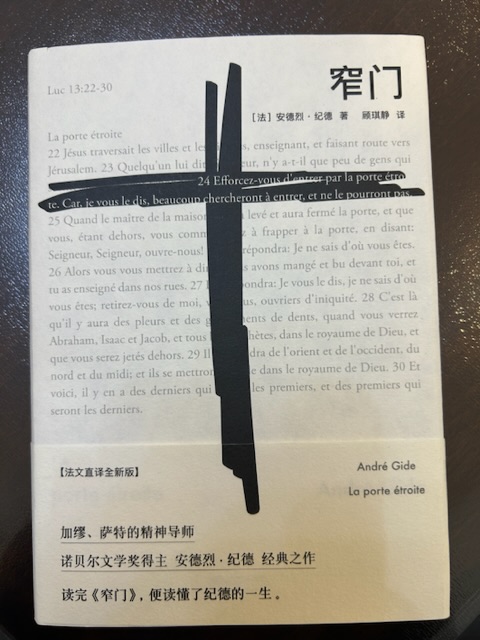 Luc 13:22-30
窄门
[法] 安德烈·纪德 著 顾琪静 译
La porte étroite
22 Jésus traversait les villes et les villages, enseignant, et faisant route vers
Jérusalem. 23 Quelqu'un lui dit: Seigneur, n'y a-t-il que peu de gens qui
24 Efforcez-vous d'entrer par la porte étroi-
te. Car, je vous le dis, beaucoup chercheront à entrer, et ne le pourront pas.
25 Quand le maître de la maison levé et aura fermé la porte, et que
vous, étant dehors, vous à frapper à la porte, en disant:
Seigneur, Seigneur, ouvre-nous! répondra: Je ne sais d'où vous êtes.
26 Alors vous vous mettrez à avons mangé et bu devant toi, et
tu as enseigné dans nos rues. 27 répondra: Je vous le dis, je ne sais d'où
vous êtes; retirez-vous de moi, ouvriers d'iniquité. 28 C'est là
qu'il y aura des pleurs et des de dents, quand vous verrez
Abraham, Isaac et Jacob, et tous dans le royaume de Dieu, et
que vous serez jetés dehors. 29 de l'orient et de l'occident, du
nord et du midi; et ils se dans le royaume de Dieu. 30 Et
voici, il y en a des derniers qui les premiers, et des premiers qui
seront les derniers.
【法文直译全新版】
André Gide
La porte étroite
加缪、萨特的精神导师
诺贝尔文学奖得主 安德烈·纪德 经典之作
读完《窄门》，便读懂了纪德的一生。